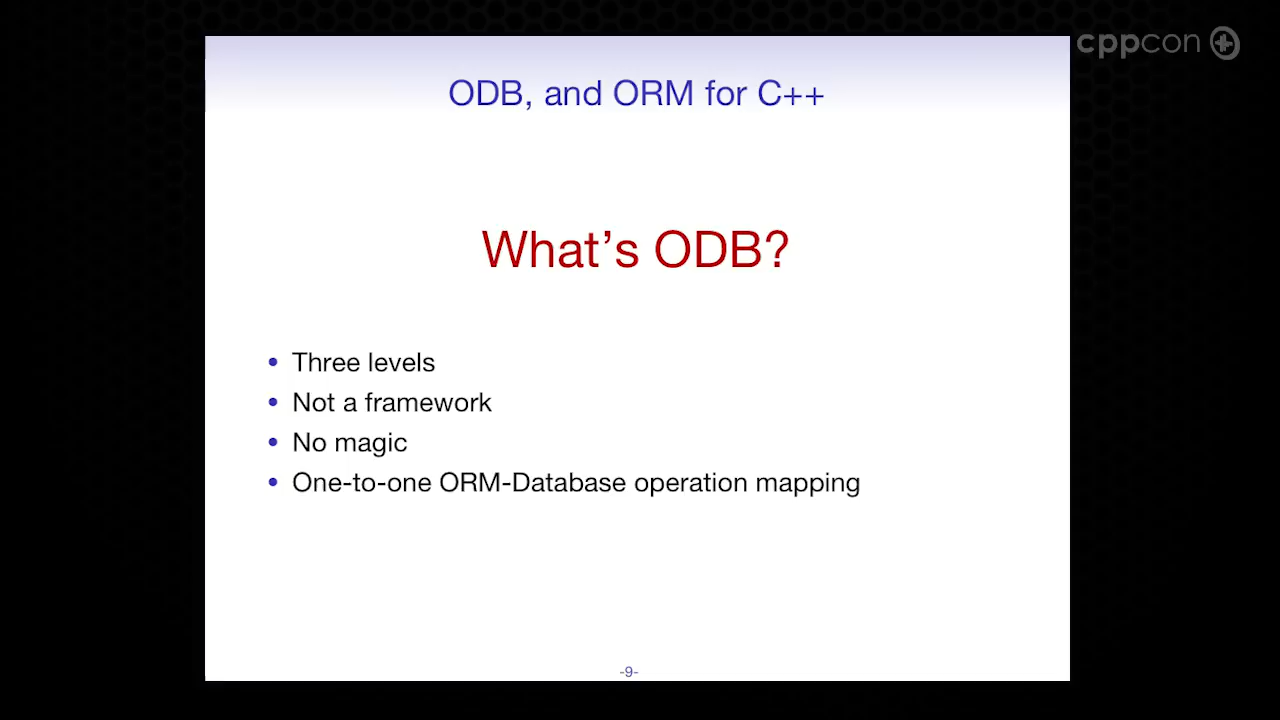 cppcon
ODB, and ORM for C++
What's ODB?
• Three levels
• Not a framework
• No magic
• One-to-one ORM-Database operation mapping
-9-